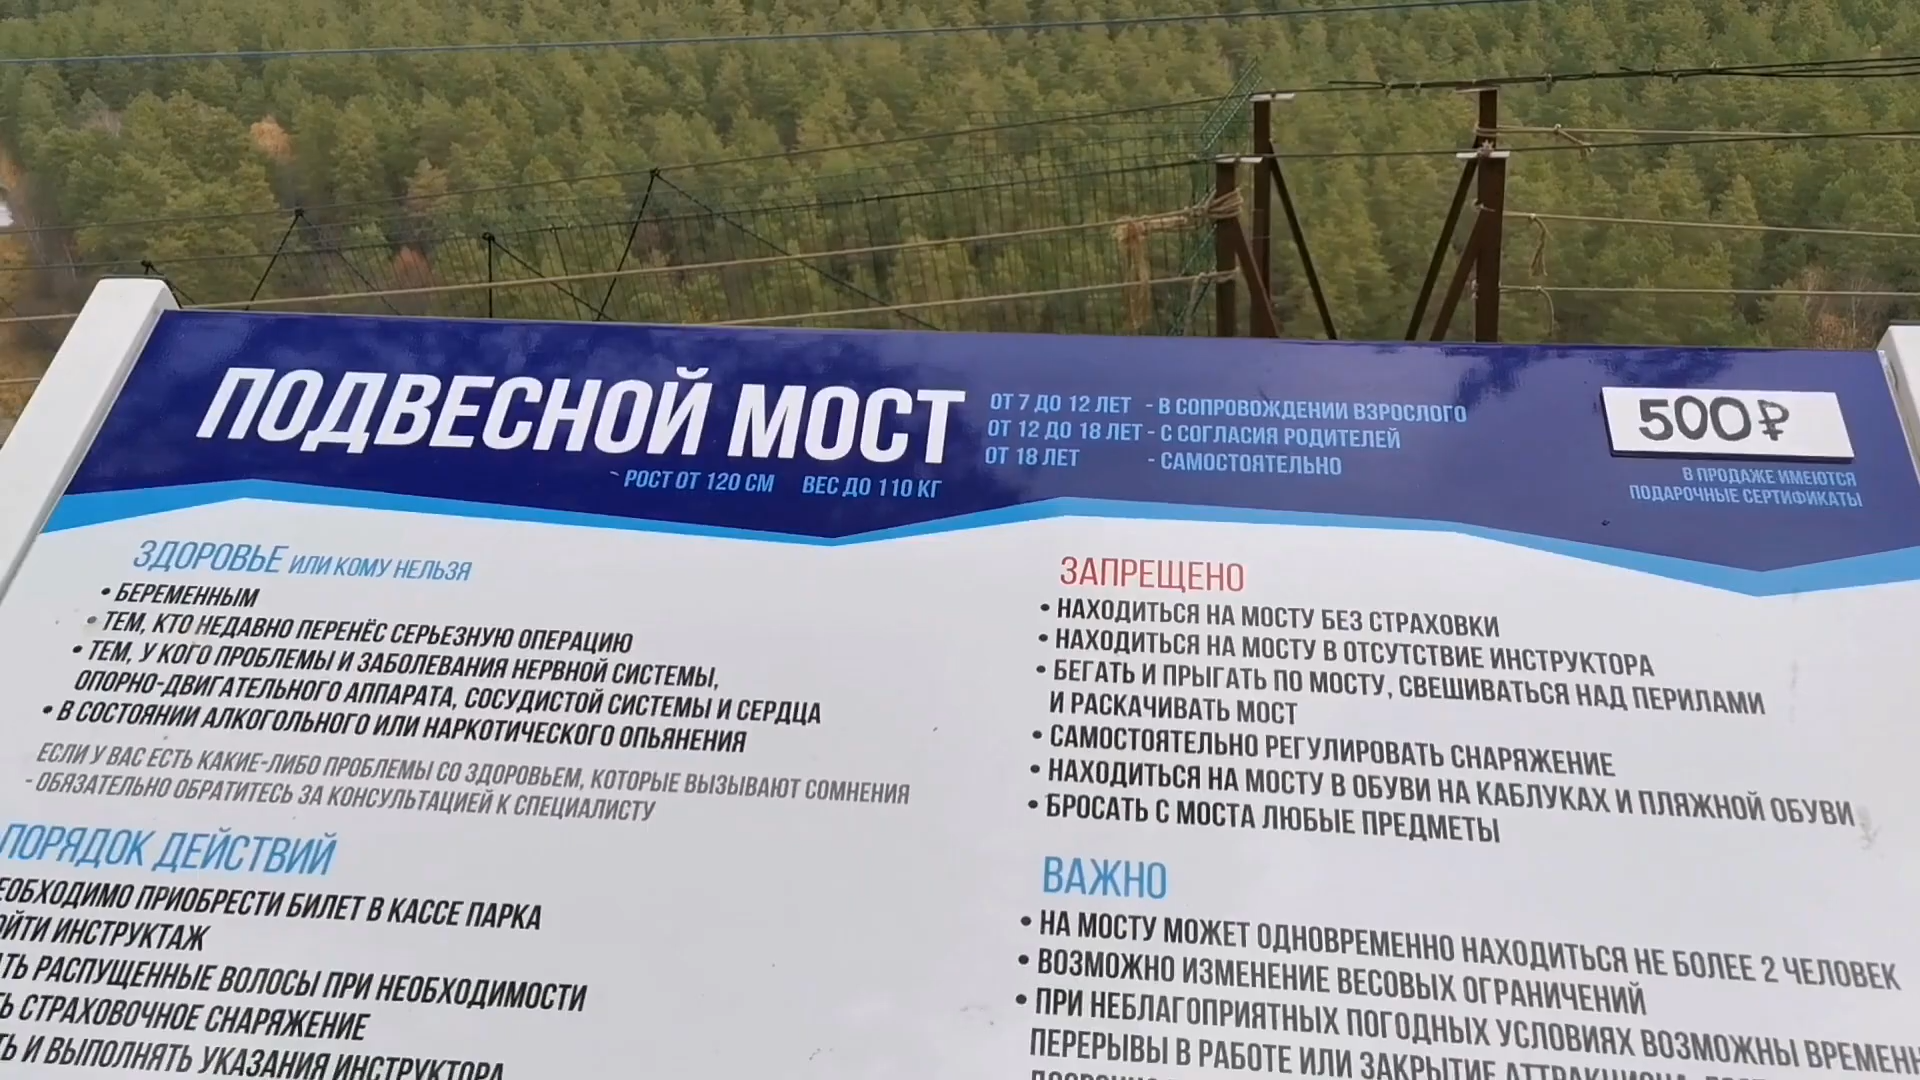 ПОДВЕСНОЙ МОСТ
РОСТ ОТ 120 СМ ВЕС ДО 110 КГ
ОТ 7 ДО 12 ЛЕТ - В СОПРОВОЖДЕНИИ ВЗРОСЛОГО
ОТ 12 ДО 18 ЛЕТ - С СОГЛАСИЯ РОДИТЕЛЕЙ
ОТ 18 ЛЕТ - САМОСТОЯТЕЛЬНО
500₽
В ПРОДАЖЕ ИМЕЮТСЯ
ПОДАРОЧНЫЕ СЕРТИФИКАТЫ
ЗДОРОВЬЕ ИЛИ КОМУ НЕЛЬЗЯ
• БЕРЕМЕННЫМ
• ТЕМ, КТО НЕДАВНО ПЕРЕНЁС СЕРЬЕЗНУЮ ОПЕРАЦИЮ
• ТЕМ, У КОГО ПРОБЛЕМЫ И ЗАБОЛЕВАНИЯ НЕРВНОЙ СИСТЕМЫ,
ОПОРНО-ДВИГАТЕЛЬНОГО АППАРАТА, СОСУДИСТОЙ СИСТЕМЫ И СЕРДЦА
• В СОСТОЯНИИ АЛКОГОЛЬНОГО ИЛИ НАРКОТИЧЕСКОГО ОПЬЯНЕНИЯ
ЕСЛИ У ВАС ЕСТЬ КАКИЕ-ЛИБО ПРОБЛЕМЫ СО ЗДОРОВЬЕМ, КОТОРЫЕ ВЫЗЫВАЮТ СОМНЕНИЯ
- ОБЯЗАТЕЛЬНО ОБРАТИТЕСЬ ЗА КОНСУЛЬТАЦИЕЙ К СПЕЦИАЛИСТУ
ПОРЯДОК ДЕЙСТВИЙ
ЕОБХОДИМО ПРИОБРЕСТИ БИЛЕТ В КАССЕ ПАРКА
ОЙТИ ИНСТРУКТАЖ
АТЬ РАСПУЩЕННЫЕ ВОЛОСЫ ПРИ НЕОБХОДИМОСТИ
ТЬ СТРАХОВОЧНОЕ СНАРЯЖЕНИЕ
ТЬ И ВЫПОЛНЯТЬ УКАЗАНИЯ ИНСТРУКТОРА
ЗАПРЕЩЕНО
• НАХОДИТЬСЯ НА МОСТУ БЕЗ СТРАХОВКИ
• НАХОДИТЬСЯ НА МОСТУ В ОТСУТСТВИЕ ИНСТРУКТОРА
• БЕГАТЬ И ПРЫГАТЬ ПО МОСТУ, СВЕШИВАТЬСЯ НАД ПЕРИЛАМИ
И РАСКАЧИВАТЬ МОСТ
• САМОСТОЯТЕЛЬНО РЕГУЛИРОВАТЬ СНАРЯЖЕНИЕ
• НАХОДИТЬСЯ НА МОСТУ В ОБУВИ НА КАБЛУКАХ И ПЛЯЖНОЙ ОБУВИ
• БРОСАТЬ С МОСТА ЛЮБЫЕ ПРЕДМЕТЫ
ВАЖНО
• НА МОСТУ МОЖЕТ ОДНОВРЕМЕННО НАХОДИТЬСЯ НЕ БОЛЕЕ 2 ЧЕЛОВЕК
• ВОЗМОЖНО ИЗМЕНЕНИЕ ВЕСОВЫХ ОГРАНИЧЕНИЙ
• ПРИ НЕБЛАГОПРИЯТНЫХ ПОГОДНЫХ УСЛОВИЯХ ВОЗМОЖНЫ ВРЕМЕНН
ПЕРЕРЫВЫ В РАБОТЕ ИЛИ ЗАКРЫТИЕ АТТРАКЦИОНА